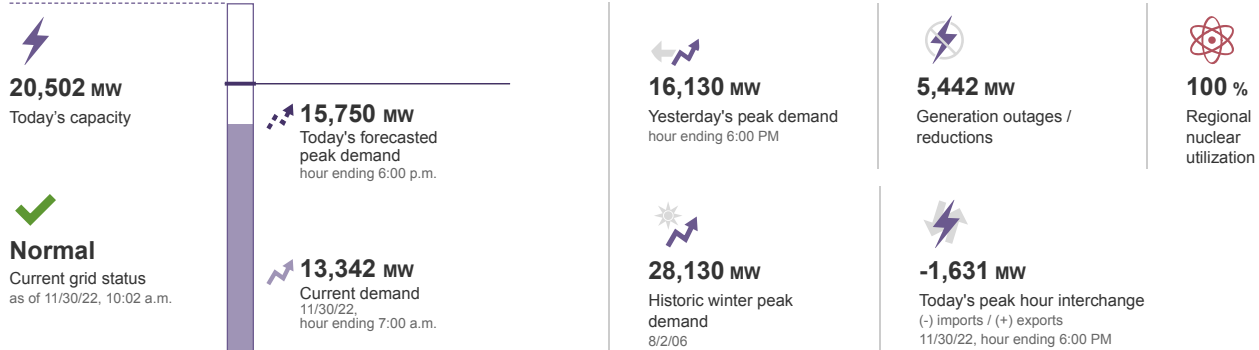 20,502 MW
Today's capacity
Normal
Current grid status
as of 11/30/22, 10:02 a.m.
15,750 MW
Today's forecasted
peak demand
hour ending 6:00 p.m.
13,342 MW
Current demand
11/30/22,
hour ending 7:00 a.m.
16,130 MW
Yesterday's peak demand
hour ending 6:00 PM
28,130 MW
Historic winter peak
demand
8/2/06
5,442 MW
Generation outages /
reductions
-1,631 MW
Today's peak hour interchange
(-) imports / (+) exports
11/30/22, hour ending 6:00 PM
100 %
Regional
nuclear
utilization